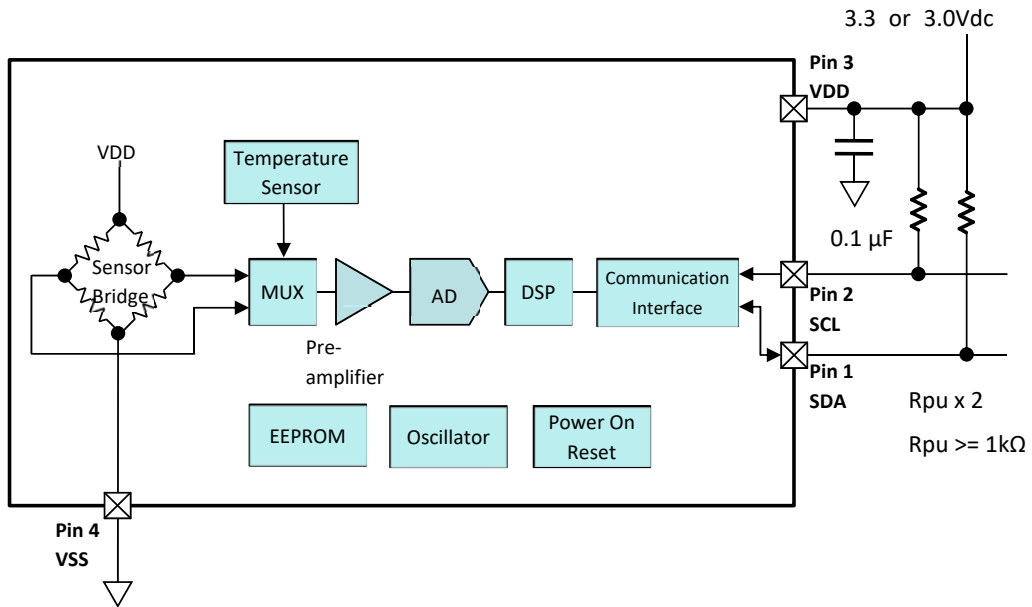 3.3 or 3.0Vdc
Pin 3
VDD
VDD
Temperature
Sensor
0.1 µF
Sensor
Bridge
MUX
AD
DSP
Communication
Interface
Pin 2
SCL
Pre-
amplifier
Pin 1
SDA
Rpu x 2
Rpu >= 1kΩ
EEPROM
Oscillator
Power On
Reset
Pin 4
VSS